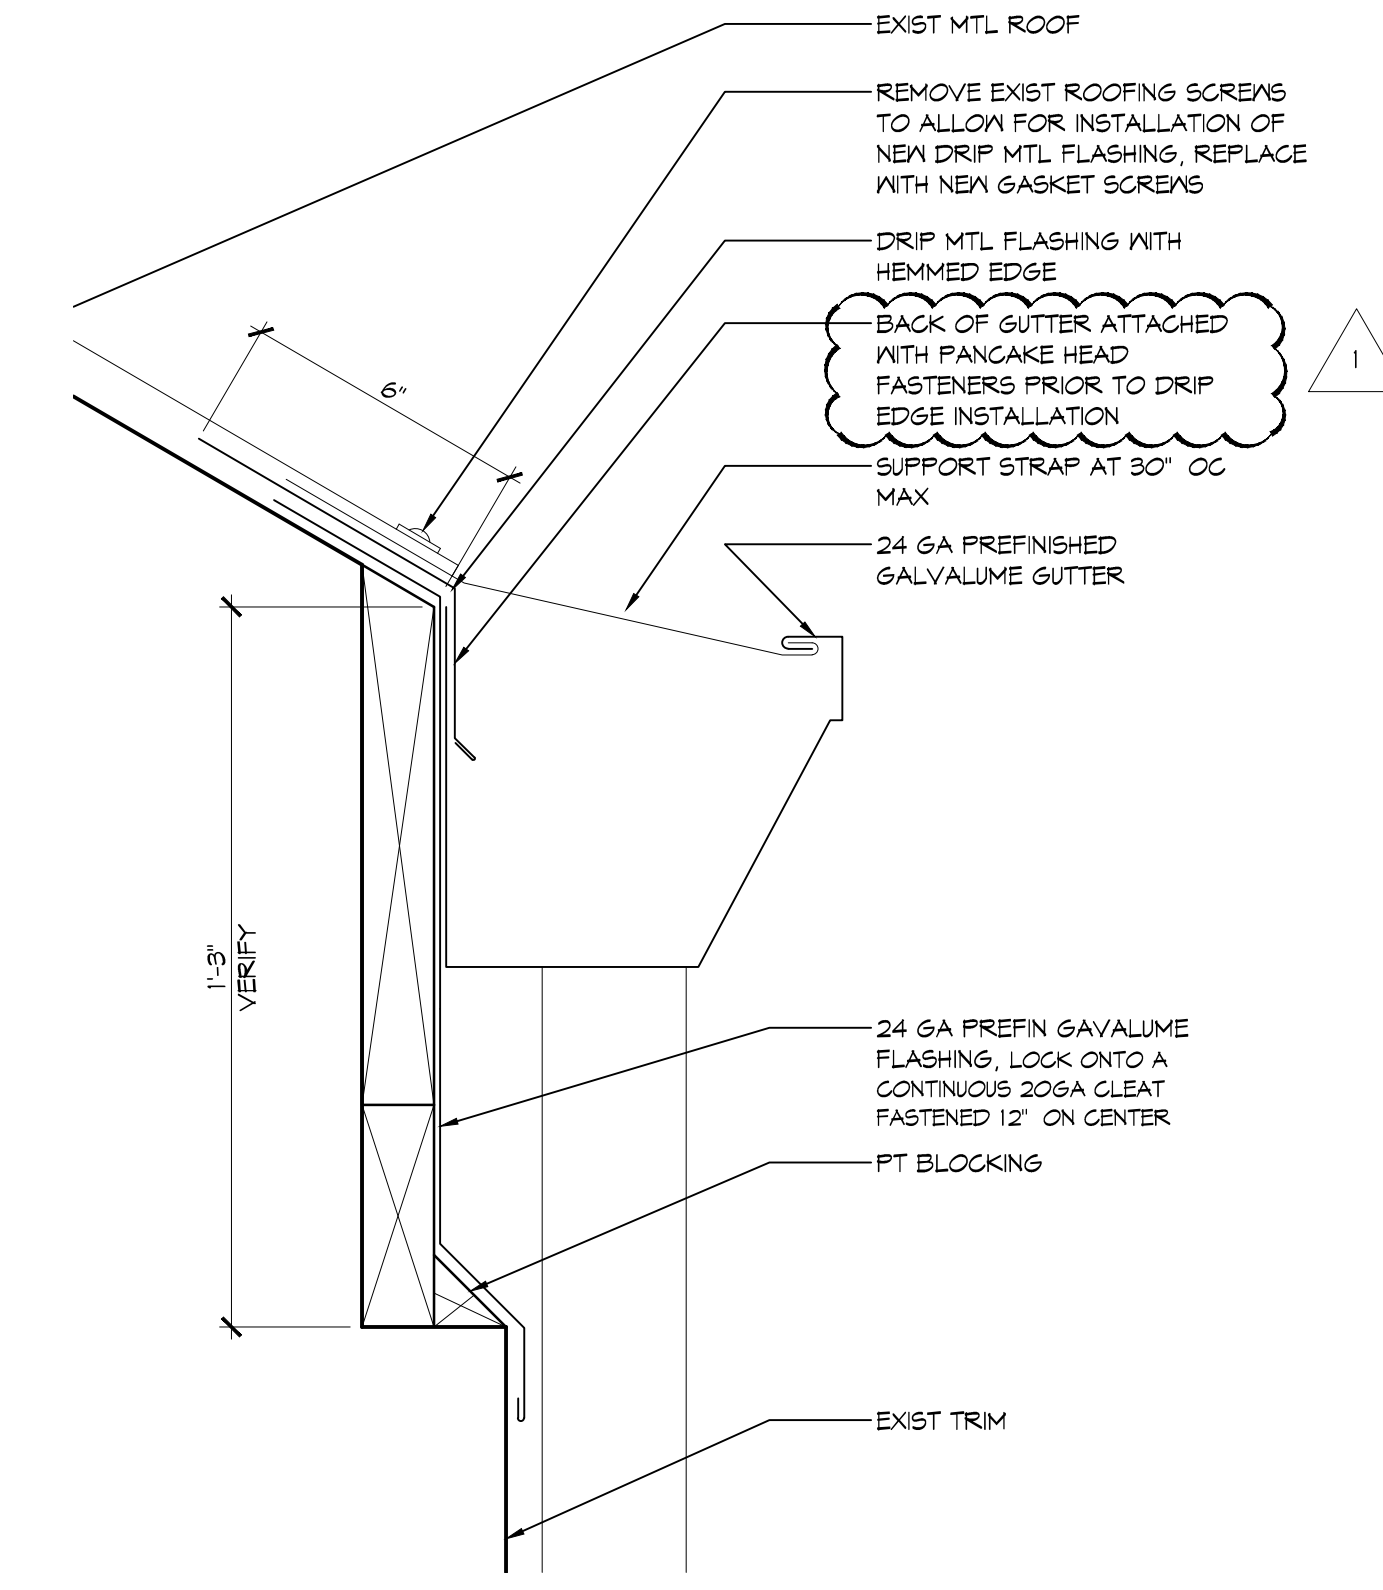 EXIST MTL ROOF
REMOVE EXIST ROOFING SCREWS
TO ALLOW FOR INSTALLATION OF
NEW DRIP MTL FLASHING, REPLACE
WITH NEW GASKET SCREWS
DRIP MTL FLASHING WITH
HEMMED EDGE
BACK OF GUTTER ATTACHED
WITH PANCAKE HEAD
FASTENERS PRIOR TO DRIP
EDGE INSTALLATION
1
6"
SUPPORT STRAP AT 30" OC
MAX
24 GA PREFINISHED
GALVALUME GUTTER
1'-3"
VERIFY
24 GA PREFIN GAVALUME
FLASHING, LOCK ONTO A
CONTINUOUS 20GA CLEAT
FASTENED 12" ON CENTER
PT BLOCKING
EXIST TRIM